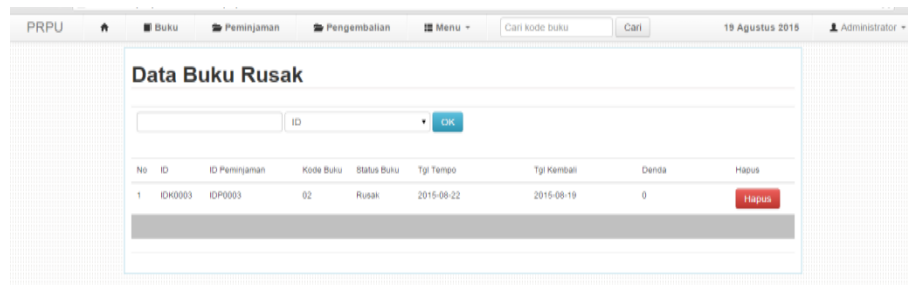 PRPU Buku Peminjaman Pengembalian Menu Cari kode buku Cari 19 Agustus 2015 Administrator
Data Buku Rusak
ID OK
No ID ID Peminjaman Kode Buku Status Buku Tgl Tempo Tgl Kembali Denda Hapus
1 IDK0003 IDP0003 02 Rusak 2015-08-22 2015-08-19 0 Hapus